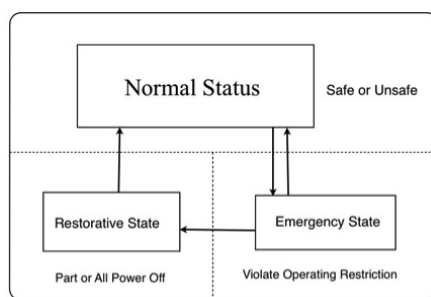 Normal Status
Safe or Unsafe
Restorative State
Emergency State
Part or All Power Off
Violate Operating Restriction